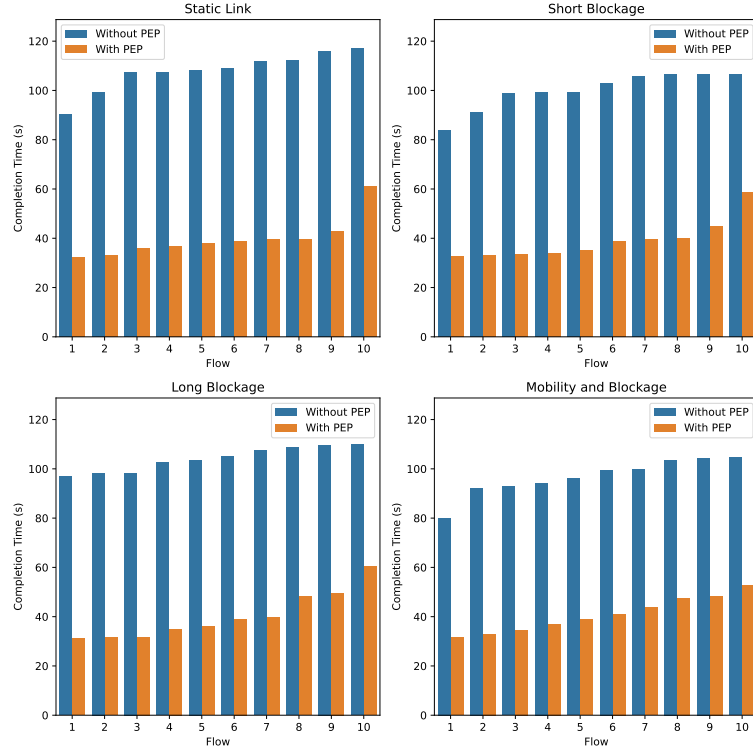 Static Link
Without PEP
With PEP
Completion Time (s)
0
20
40
60
80
100
120
1 2 3 4 5 6 7 8 9 10
Flow
Short Blockage
Without PEP
With PEP
Completion Time (s)
0
20
40
60
80
100
120
1 2 3 4 5 6 7 8 9 10
Flow
Long Blockage
Without PEP
With PEP
Completion Time (s)
0
20
40
60
80
100
120
1 2 3 4 5 6 7 8 9 10
Flow
Mobility and Blockage
Without PEP
With PEP
Completion Time (s)
0
20
40
60
80
100
120
1 2 3 4 5 6 7 8 9 10
Flow